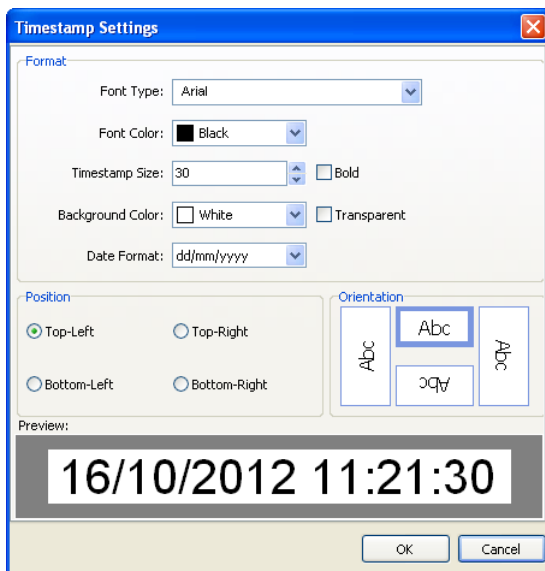 Timestamp Settings
Format
Font Type: Arial
Font Color: Black
Timestamp Size: 30 Bold
Background Color: White Transparent
Date Format: dd/mm/yyyy
Position
Orientation
Top-Left Top-Right
Bottom-Left Bottom-Right
Abc
Abc
Abc
Abc
Preview:
16/10/2012 11:21:30
OK Cancel